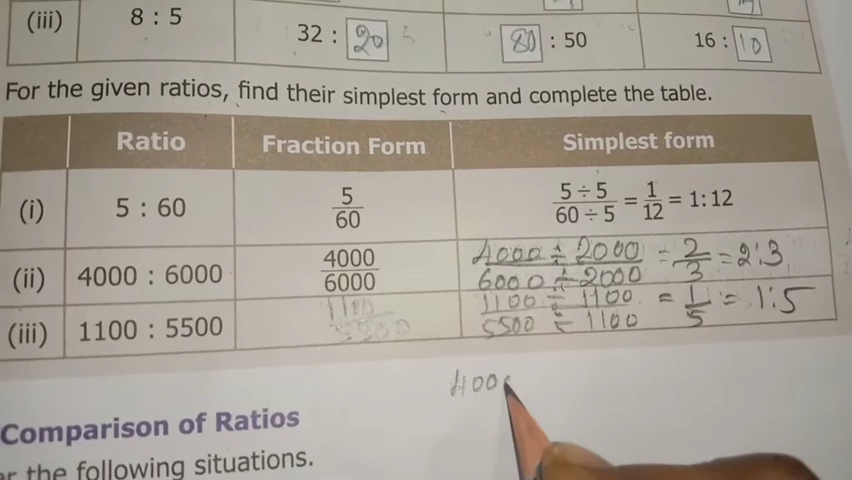 (iii) 8 : 5 32 : 20 80 : 50 16 : 10
For the given ratios, find their simplest form and complete the table.
Ratio Fraction Form Simplest form
(i) 5 : 60 5/60 5 ÷ 5/60 ÷ 5 = 1/12 = 1:12
(ii) 4000 : 6000 4000/6000 4000 ÷ 2000/6000 ÷ 2000 = 2/3 = 2:3
(iii) 1100 : 5500 1100/5500 1100 ÷ 1100/5500 ÷ 1100 = 1/5 = 1:5
400
Comparison of Ratios
the following situations.